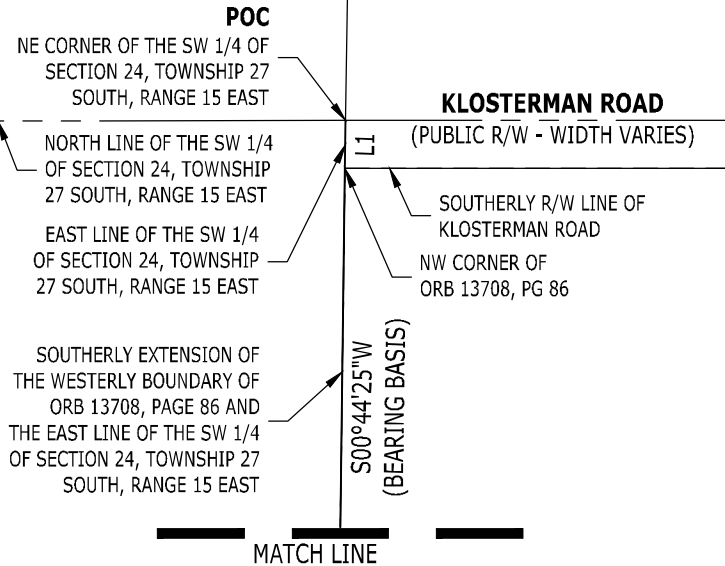 POC
NE CORNER OF THE SW 1/4 OF
SECTION 24, TOWNSHIP 27
SOUTH, RANGE 15 EAST
KLOSTERMAN ROAD
(PUBLIC R/W - WIDTH VARIES)
L1
NORTH LINE OF THE SW 1/4
OF SECTION 24, TOWNSHIP
27 SOUTH, RANGE 15 EAST
SOUTHERLY R/W LINE OF
KLOSTERMAN ROAD
EAST LINE OF THE SW 1/4
OF SECTION 24, TOWNSHIP
27 SOUTH, RANGE 15 EAST
NW CORNER OF
ORB 13708, PG 86
SOUTHERLY EXTENSION OF
THE WESTERLY BOUNDARY OF
ORB 13708, PAGE 86 AND
THE EAST LINE OF THE SW 1/4
OF SECTION 24, TOWNSHIP 27
SOUTH, RANGE 15 EAST
S00°44'25"W
(BEARING BASIS)
MATCH LINE